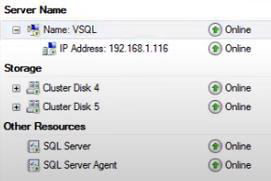 Server Name
Name: VSQL Online
IP Address: 192.168.1.116 Online
Storage
Cluster Disk 4 Online
Cluster Disk 5 Online
Other Resources
SQL Server Online
SQL Server Agent Online